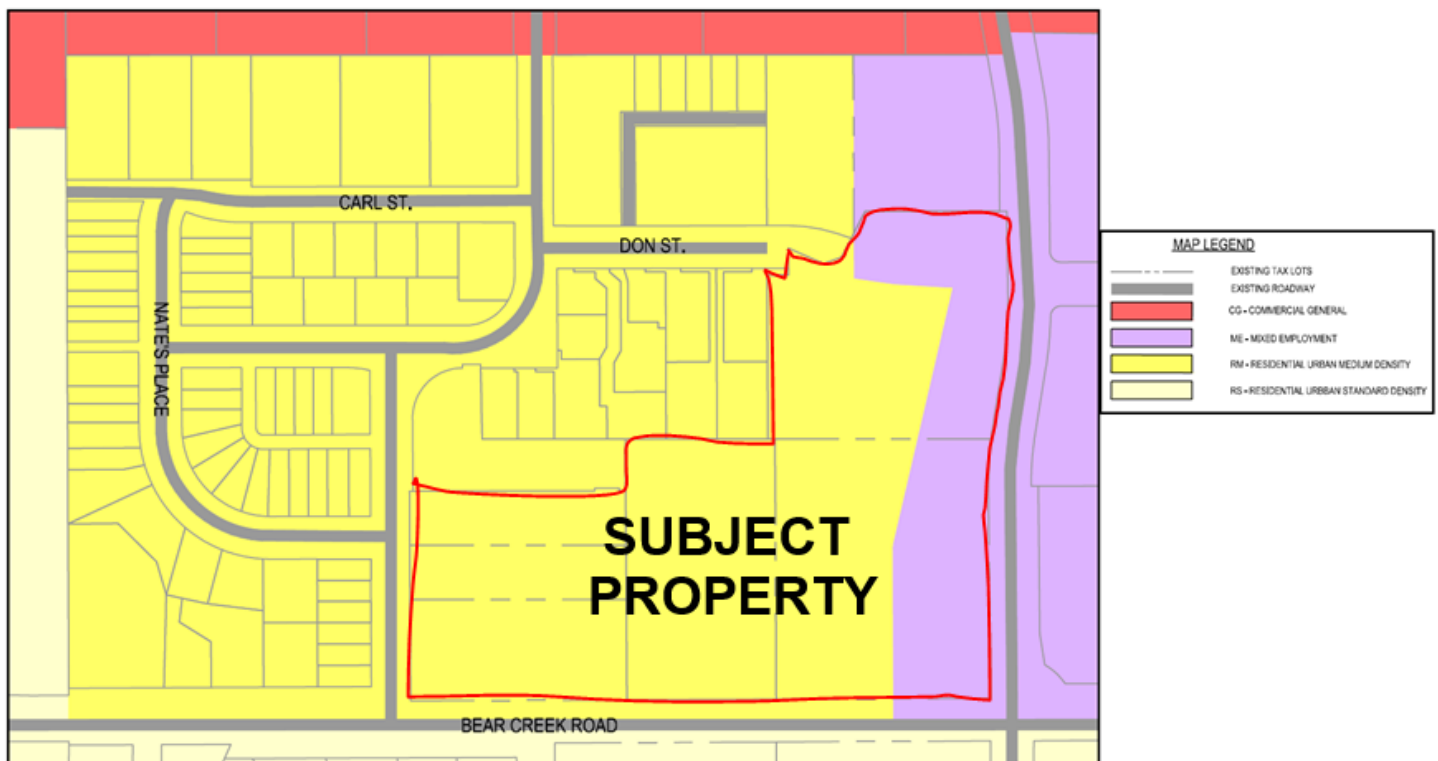 CARL ST.
DON ST.
NATE'S PLACE
SUBJECT
PROPERTY
BEAR CREEK ROAD
MAP LEGEND
EXISTING TAX LOTS
EXISTING ROADWAY
CG - COMMERCIAL GENERAL
ME - MIXED EMPLOYMENT
RM - RESIDENTIAL URBAN MEDIUM DENSITY
RS - RESIDENTIAL URBBAN STANDARD DENSITY